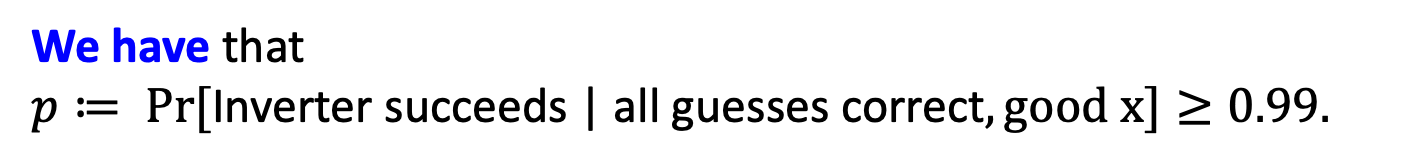 We have that
p ≔ Pr[Inverter succeeds | all guesses correct, good x] ≥ 0.99.